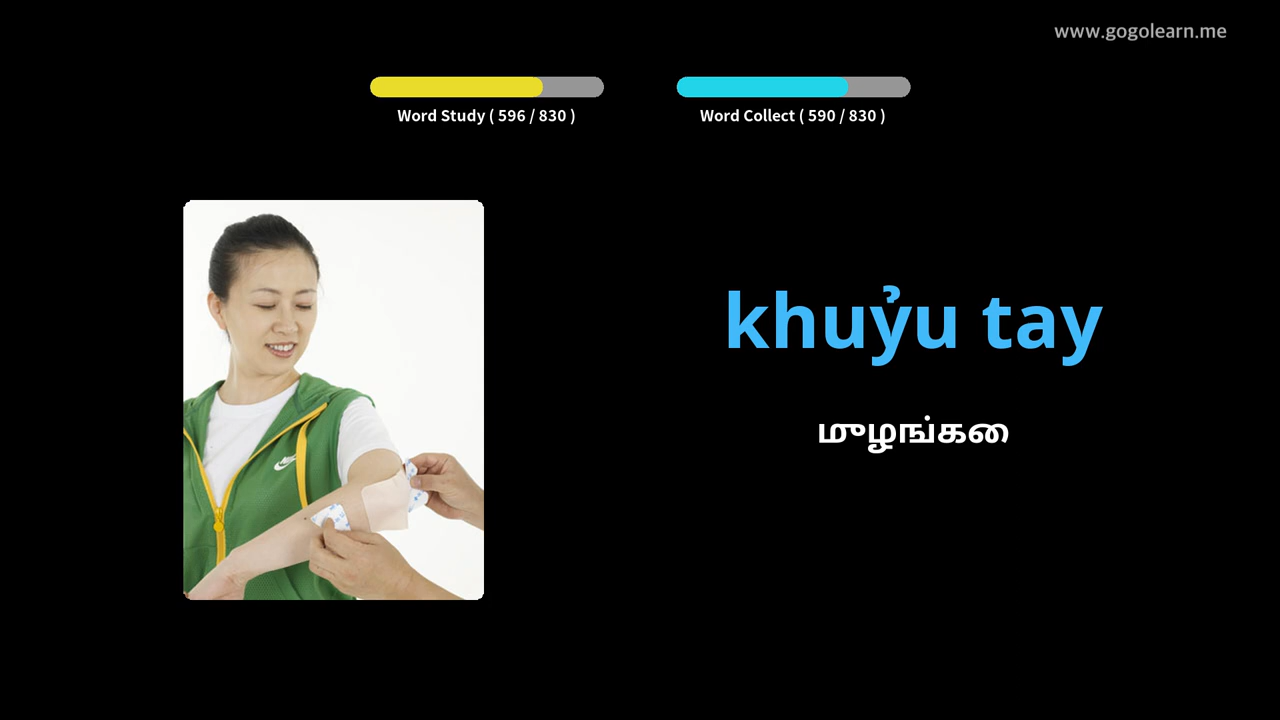 www.gogolearn.me
Word Study ( 596 / 830 )
Word Collect ( 590 / 830 )
khuỷu tay
முழங்கை